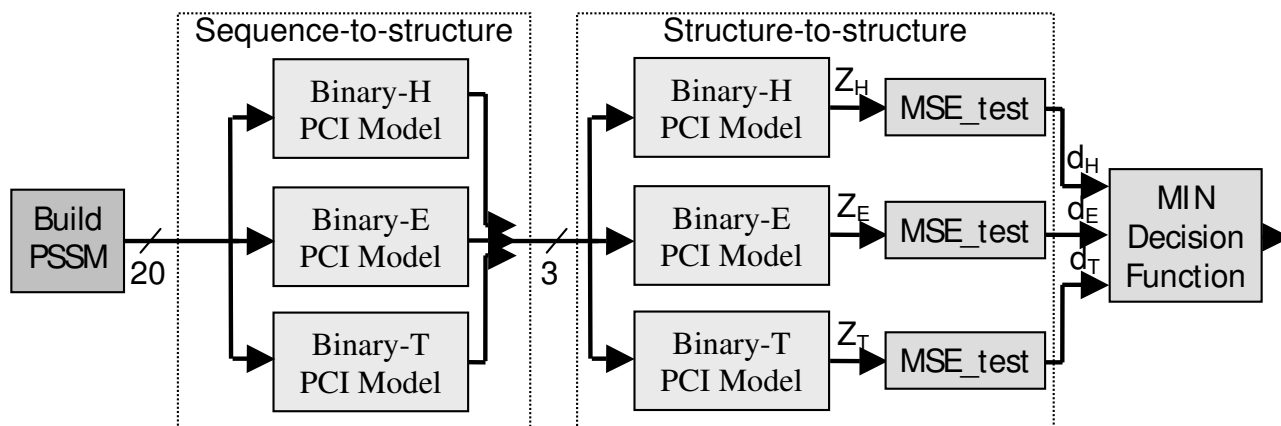 Sequence-to-structure
Structure-to-structure
Build
PSSM
20
Binary-H
PCI Model
Binary-E
PCI Model
Binary-T
PCI Model
3
Binary-H
PCI Model
Binary-E
PCI Model
Binary-T
PCI Model
Z_H
Z_E
Z_T
MSE_test
MSE_test
MSE_test
d_H
d_E
d_T
MIN
Decision
Function